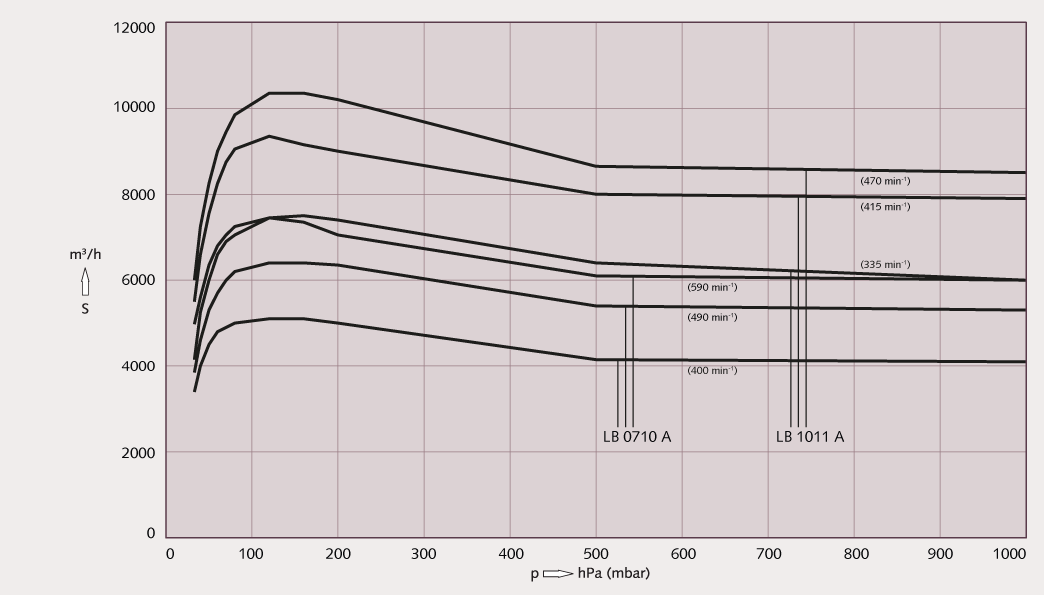 12000
10000
8000
6000
4000
2000
0
m³/h
S
(470 min⁻¹)
(415 min⁻¹)
(335 min⁻¹)
(590 min⁻¹)
(490 min⁻¹)
(400 min⁻¹)
LB 0710 A
LB 1011 A
0 100 200 300 400 500 600 700 800 900 1000
p hPa (mbar)